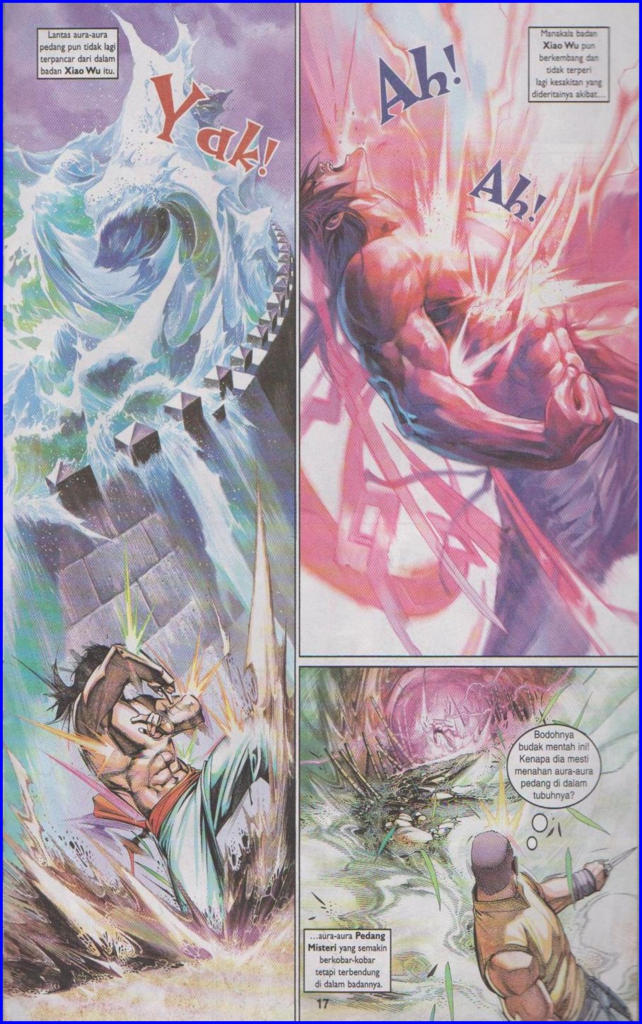 Lantas aura-aura
pedang pun tidak lagi
terpancar dari dalam
badan Xiao Wu itu.
Yak!
Manakala badan
Xiao Wu pun
berkembang dan
tidak terperi
lagi kesakitan yang
dideritainya akibat...
Ah!
Ah!
...aura-aura Pedang
Misteri yang semakin
berkobar-kobar
tetapi terbendung
di dalam badannya.
Bodohnya
budak mentah ini!
Kenapa dia mesti
menahan aura-aura
pedang di dalam
tubuhnya?
17